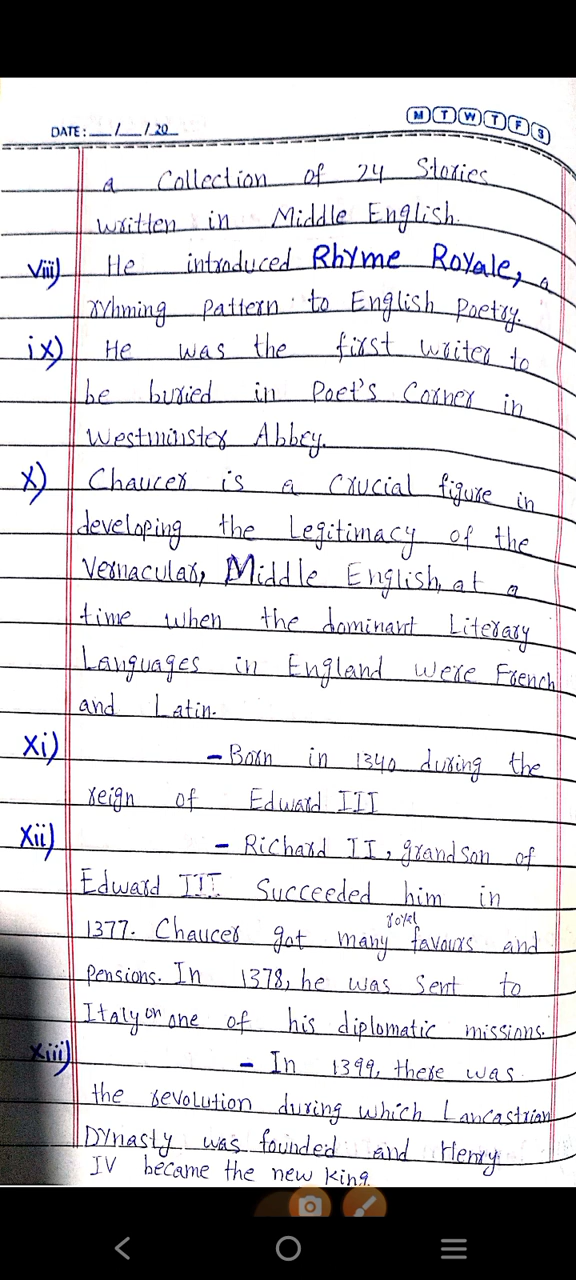 DATE: __/__/20__
M T W T F S
a Collection of 24 Stories
written in Middle English.
viii) He introduced Rhyme Royale, a
ryhming pattern to English Poetry.
ix) He was the first writer to
be buried in Poet's Corner in
Westminster Abbey.
X) Chaucer is a crucial figure in
developing the Legitimacy of the
Vernacular, Middle English, at a
time when the dominant Literary
Languages in England were French
and Latin.
Xi) - Born in 1340 during the
reign of Edward III
Xii) - Richard II, grandson of
Edward III Succeeded him in
1377. Chaucer got many royal favours and
Pensions. In 1378, he was sent to
Italy on one of his diplomatic missions.
Xiii) - In 1399, there was
the revolution during which Lancastrian
Dynasty was founded and Henry
IV became the new King.